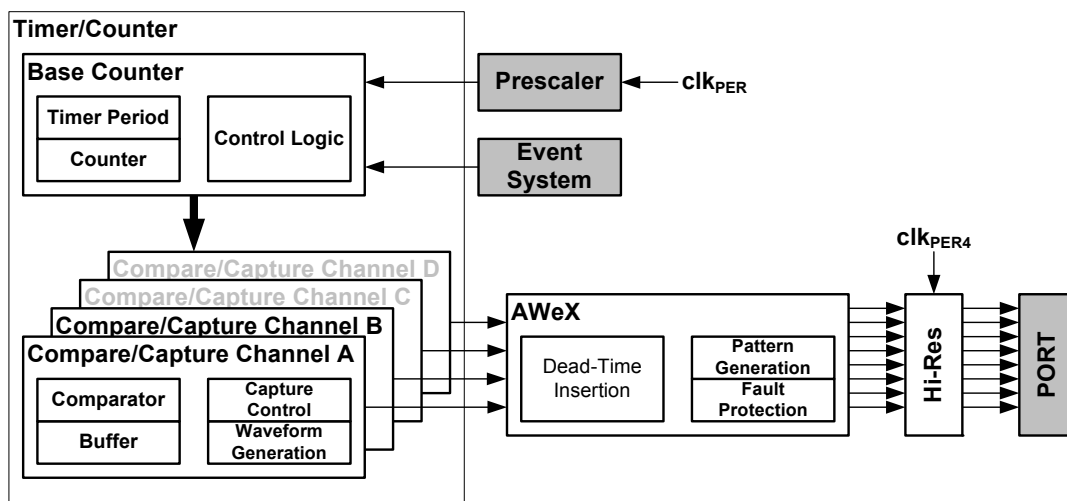 Timer/Counter
Base Counter
Timer Period
Counter
Control Logic
Prescaler
clkPER
Event
System
Compare/Capture Channel D
Compare/Capture Channel C
Compare/Capture Channel B
Compare/Capture Channel A
Comparator
Buffer
Capture
Control
Waveform
Generation
AWeX
Dead-Time
Insertion
Pattern
Generation
Fault
Protection
clkPER4
Hi-Res
PORT